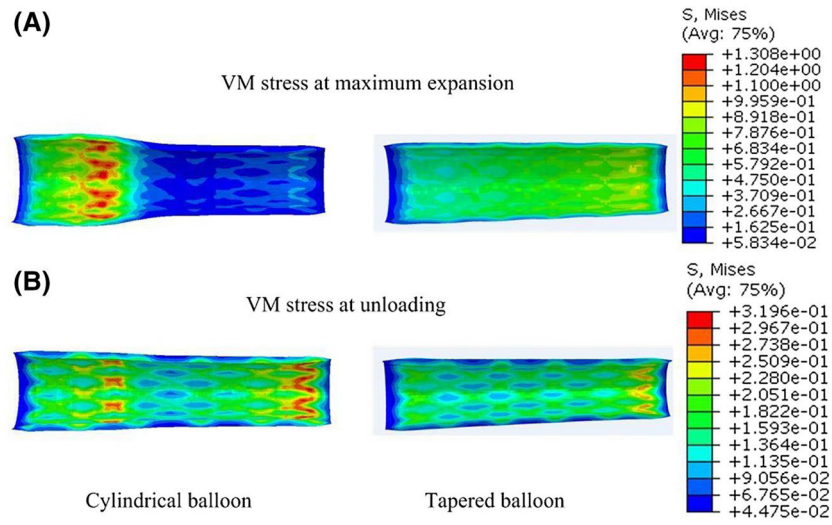 (A)
VM stress at maximum expansion
S, Mises
(Avg: 75%)
+1.308e+00
+1.204e+00
+1.100e+00
+9.959e-01
+8.918e-01
+7.876e-01
+6.834e-01
+5.792e-01
+4.750e-01
+3.709e-01
+2.667e-01
+1.625e-01
+5.834e-02
(B)
VM stress at unloading
S, Mises
(Avg: 75%)
+3.196e-01
+2.967e-01
+2.738e-01
+2.509e-01
+2.280e-01
+2.051e-01
+1.822e-01
+1.593e-01
+1.364e-01
+1.135e-01
+9.056e-02
+6.765e-02
+4.475e-02
Cylindrical balloon
Tapered balloon